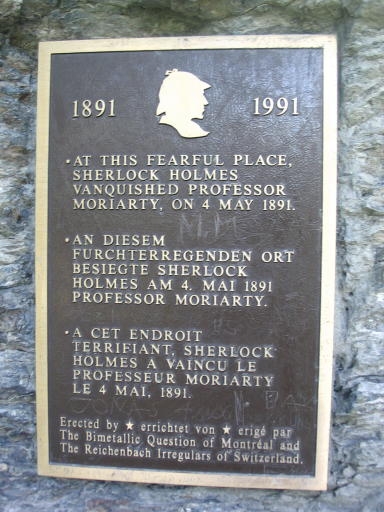 1891 1991
• AT THIS FEARFUL PLACE,
SHERLOCK HOLMES
VANQUISHED PROFESSOR
MORIARTY, ON 4 MAY 1891.
M.M
• AN DIESEM
FURCHTERREGENDEN ORT
BESIEGTE SHERLOCK
HOLMES AM 4. MAI 1891
PROFESSOR MORIARTY.
• A CET ENDROIT
TERRIFIANT, SHERLOCK
HOLMES A VAINCU LE
PROFESSEUR MORIARTY
LE 4 MAI, 1891.
JONAS
Erected by ★ errichtet von ★ erigé par
The Bimetallic Question of Montréal and
The Reichenbach Irregulars of Switzerland.